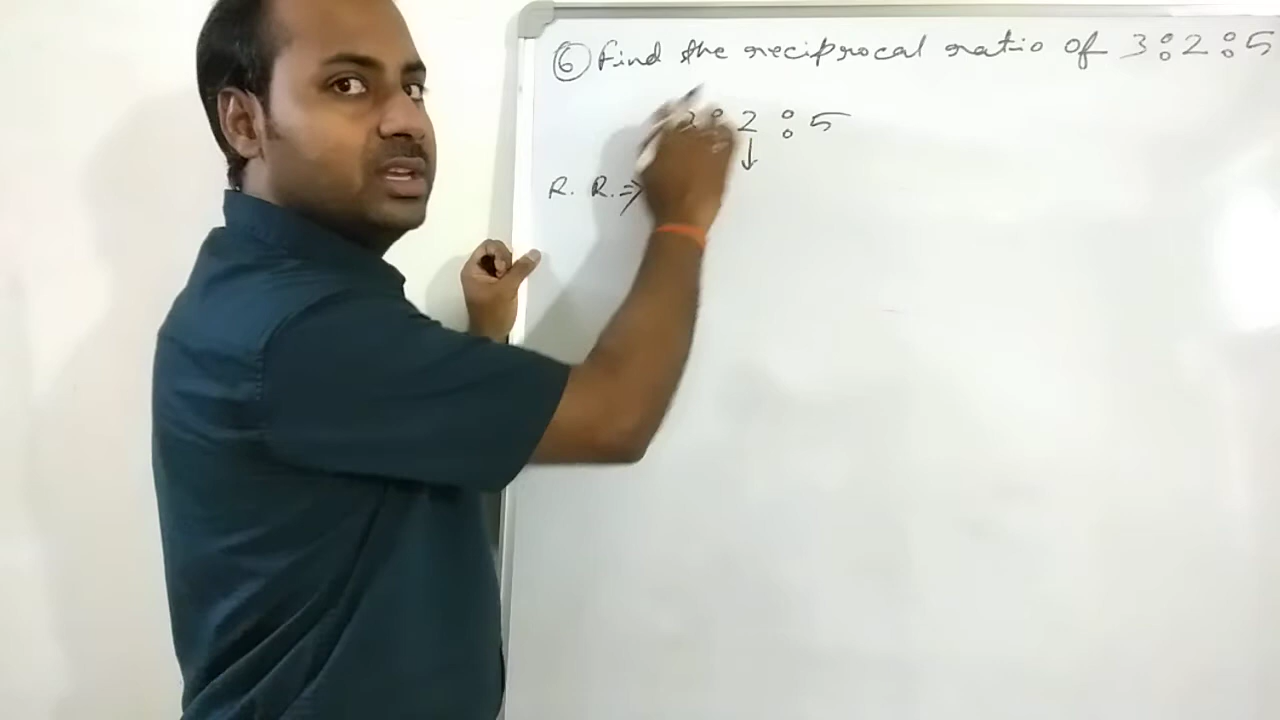 ⑥ Find the reciprocal ratio of 3:2:5
: 2 : 5
↓
R. R. ⇒